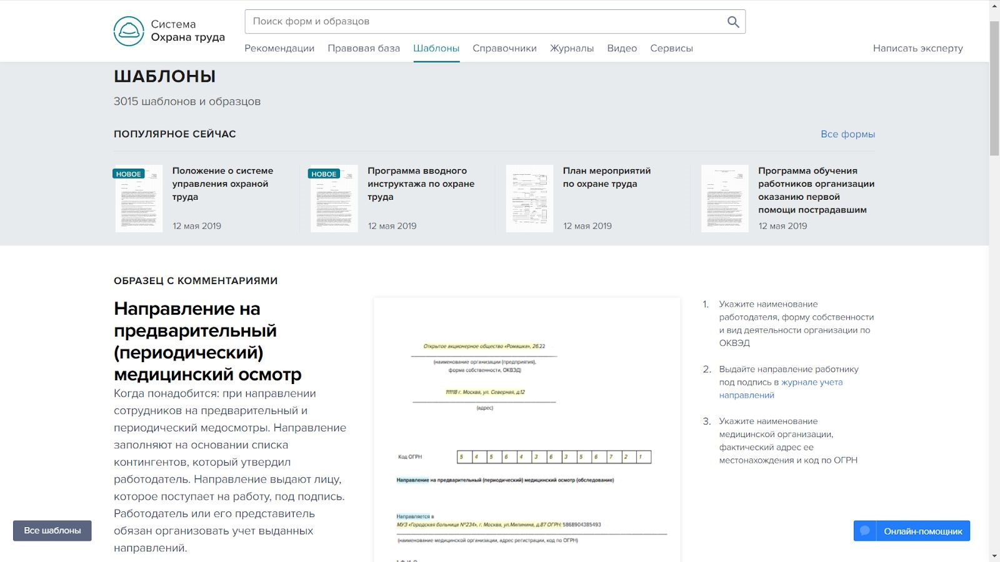 Система
Охрана труда
Поиск форм и образцов
Рекомендации Правовая база Шаблоны Справочники Журналы Видео Сервисы
Написать эксперту
ШАБЛОНЫ
3015 шаблонов и образцов
ПОПУЛЯРНОЕ СЕЙЧАС
Все формы
НОВОЕ
Положение о системе
управления охраной
труда
12 мая 2019
НОВОЕ
Программа вводного
инструктажа по охране
труда
12 мая 2019
План мероприятий
по охране труда
12 мая 2019
Программа обучения
работников организации
оказанию первой
помощи пострадавшим
12 мая 2019
ОБРАЗЕЦ С КОММЕНТАРИЯМИ
Направление на
предварительный
(периодический)
медицинский осмотр
Когда понадобится: при направлении
сотрудников на предварительный и
периодический медосмотры. Направление
заполняют на основании списка
контингентов, который утвердил
работодатель. Направление выдают лицу,
которое поступает на работу, под подпись.
Работодатель или его представитель
обязан организовать учет выданных
направлений.
Открытое акционерное общество «Ромашка», 26.22
(наименование организации (предприятия),
форма собственности, ОКВЭД)
111118 г. Москва, ул. Северная, д.12
(адрес)
Код ОГРН 5 4 5 6 4 3 6 3 5 6 7 2 1
Направление на предварительный (периодический) медицинский осмотр (обследование)
Направляется в
МУЗ «Городская больница №234», г. Москва, ул.Милинина, д.87 ОГРН: 5868904385493
(наименование медицинской организации, адрес регистрации, код по ОГРН)
1. Укажите наименование
работодателя, форму собственности
и вид деятельности организации по
ОКВЭД
2. Выдайте направление работнику
под подпись в журнале учета
направлений
3. Укажите наименование
медицинской организации,
фактический адрес ее
местонахождения и код по ОГРН
Все шаблоны
Онлайн-помощник